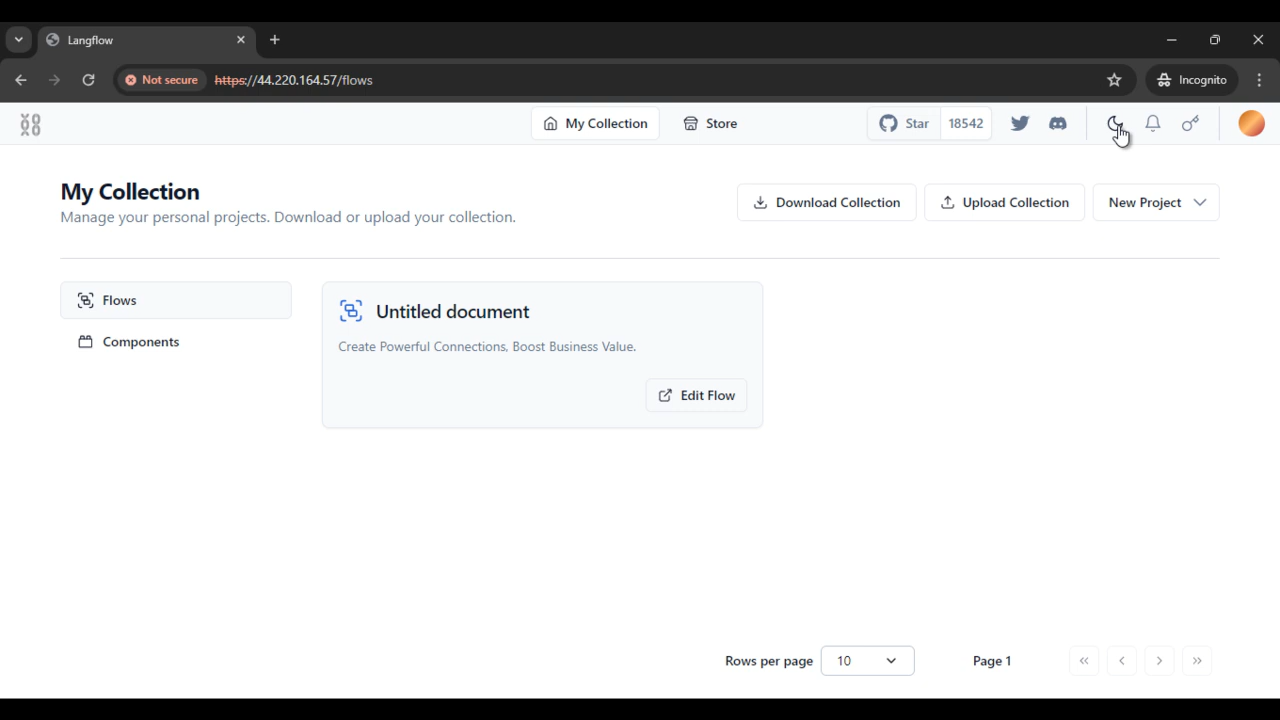 Langflow
Not secure https://44.220.164.57/flows Incognito
My Collection Store Star 18542
My Collection
Manage your personal projects. Download or upload your collection.
Download Collection Upload Collection New Project
Flows
Components
Untitled document
Create Powerful Connections, Boost Business Value.
Edit Flow
Rows per page 10 Page 1